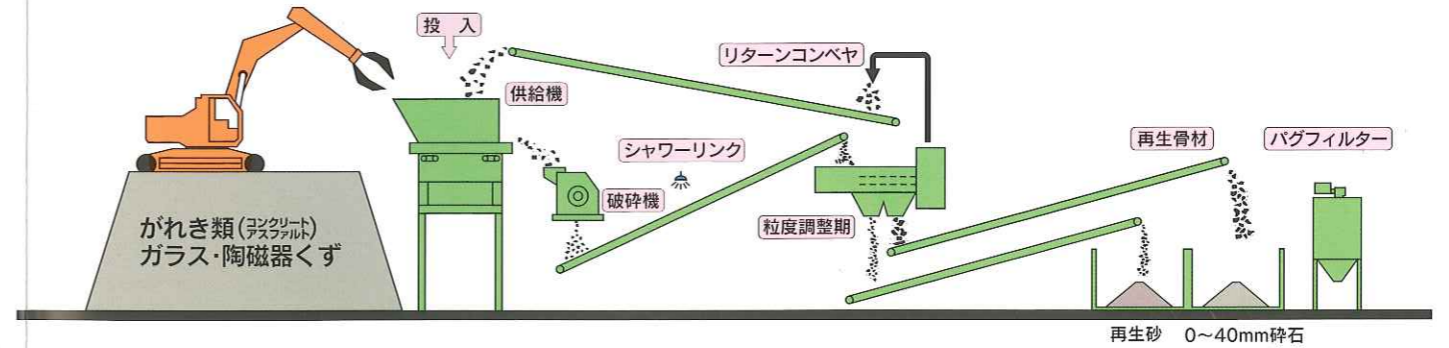 投 入
供給機
リターンコンベヤ
シャワーリンク
破砕機
粒度調整期
再生骨材
パグフィルター
がれき類(コンクリート アスファルト)
ガラス・陶磁器くず
再生砂
0〜40mm砕石